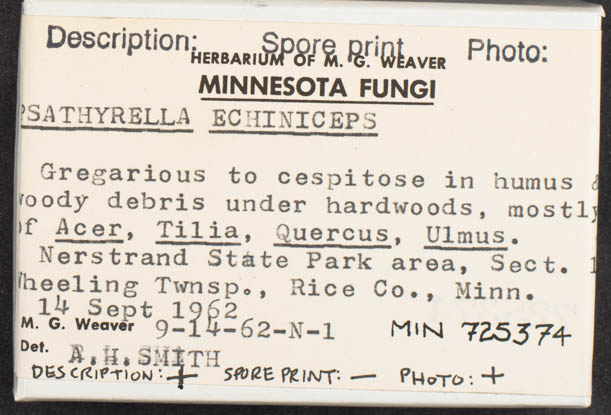 Description: Spore print Photo:
HERBARIUM OF M. G. WEAVER
MINNESOTA FUNGI
PSATHYRELLA ECHINICEPS
Gregarious to cespitose in humus &
woody debris under hardwoods, mostly
of Acer, Tilia, Quercus, Ulmus.
Nerstrand State Park area, Sect. 1
Wheeling Twnsp., Rice Co., Minn.
14 Sept 1962
M. G. Weaver 9-14-62-N-1 MIN 725374
Det. A.H. SMITH
DESCRIPTION: + SPORE PRINT: — PHOTO: +